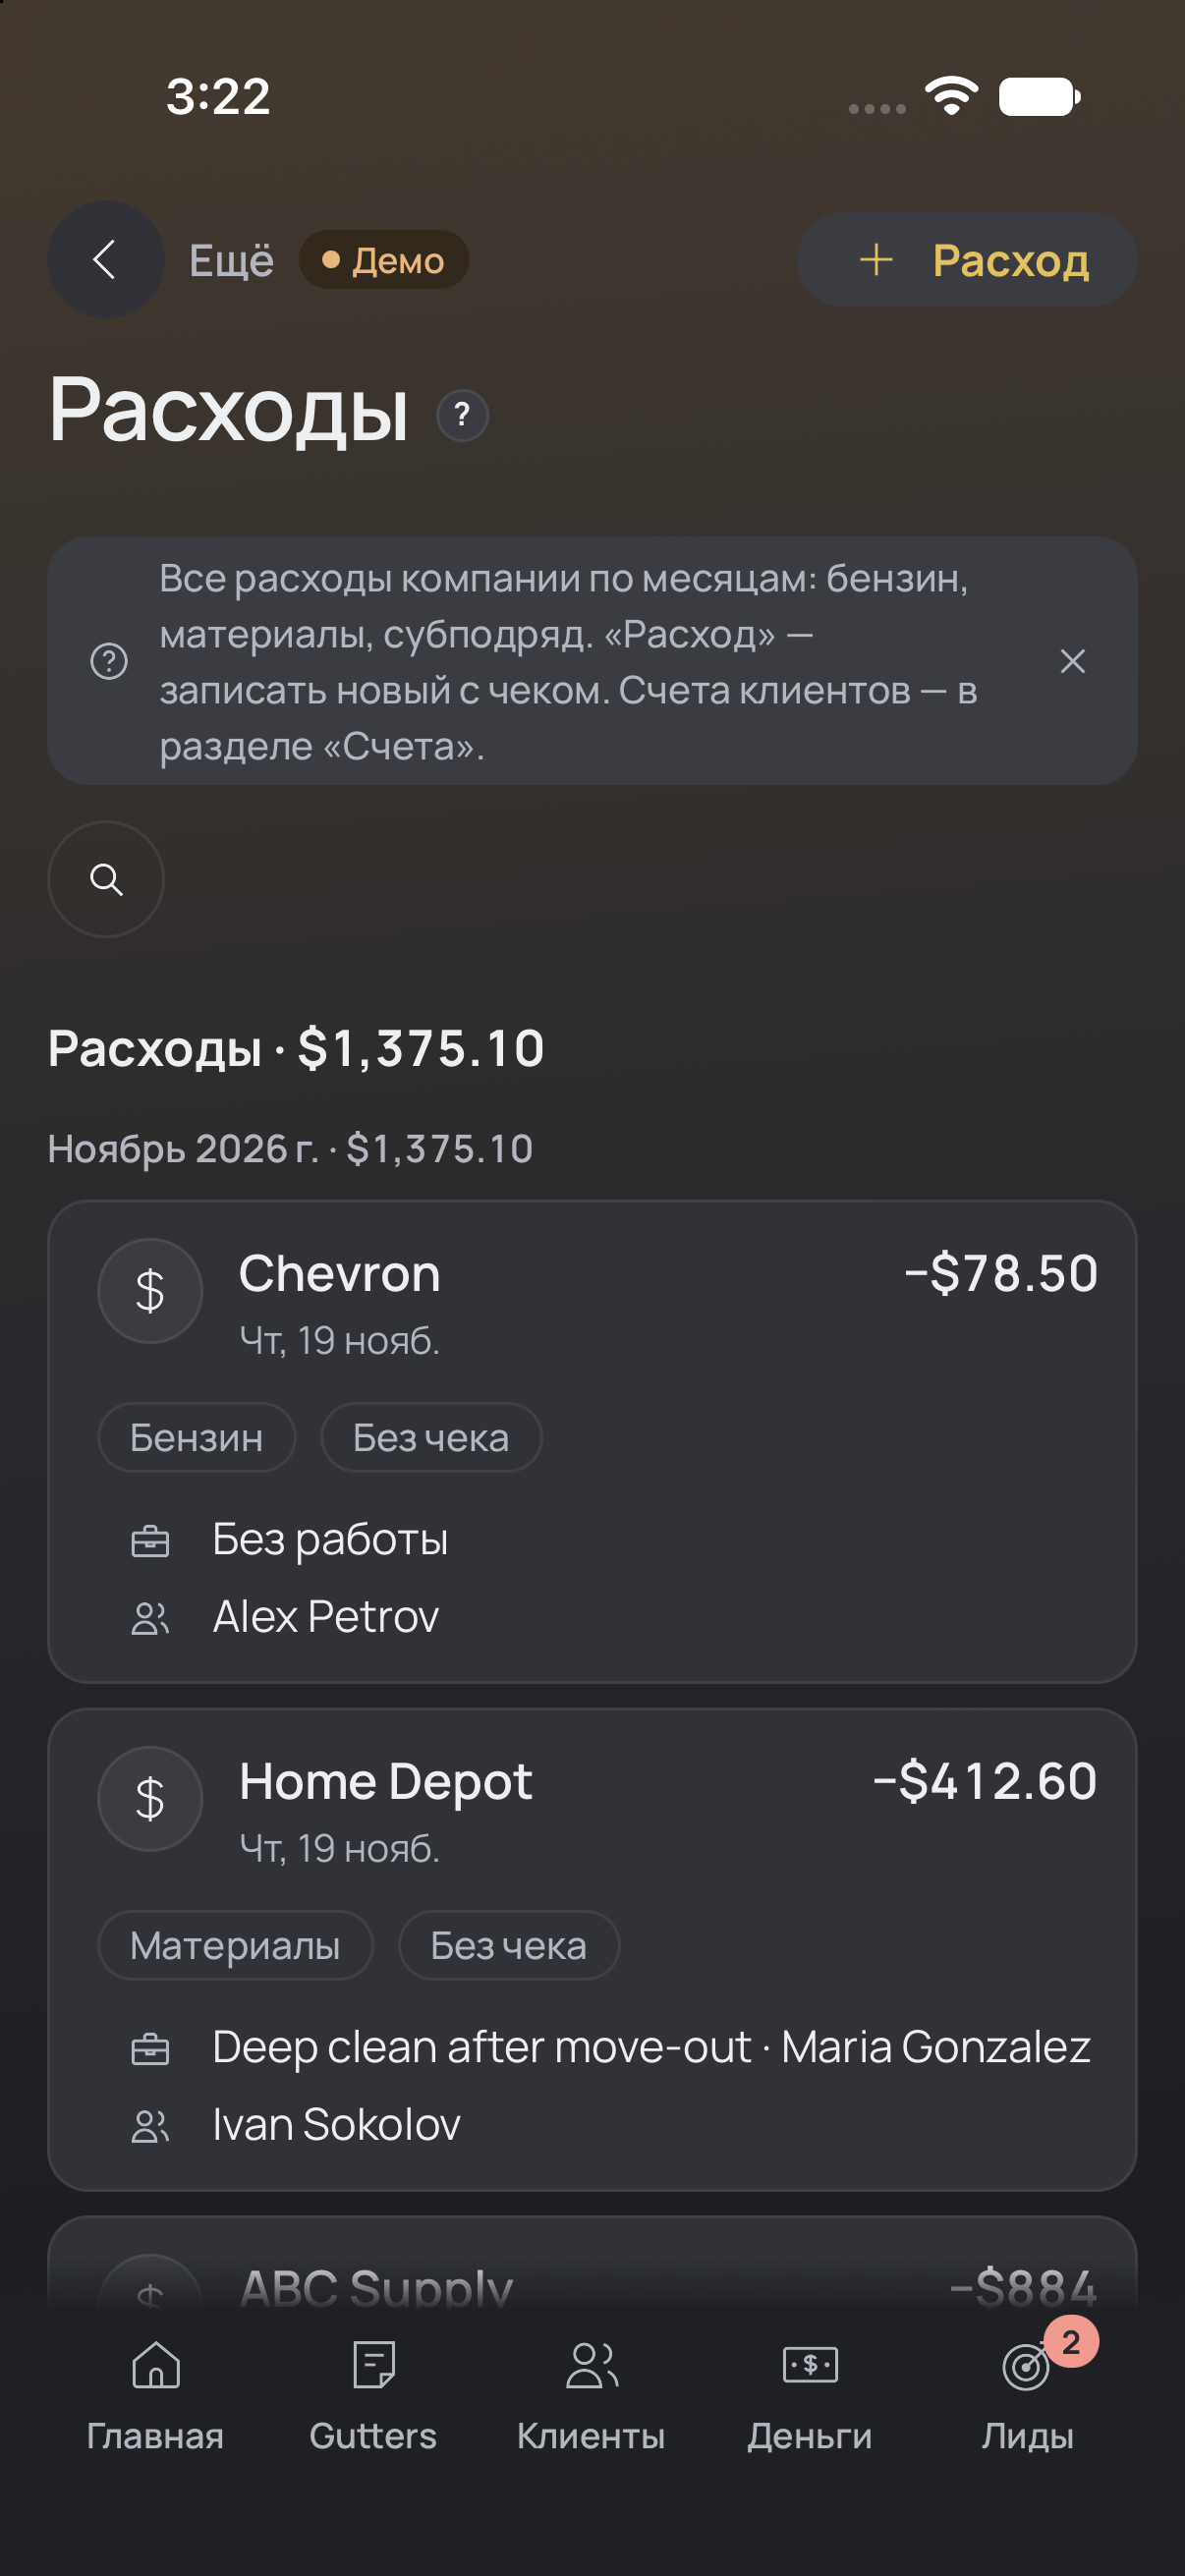 3:22
Ещё
Демо
+ Расход
Расходы ?
Все расходы компании по месяцам: бензин,
материалы, субподряд. «Расход» —
записать новый с чеком. Счета клиентов — в
разделе «Счета».
Расходы · $1,375.10
Ноябрь 2026 г. · $1,375.10
$ Chevron −$78.50
Чт, 19 нояб.
Бензин Без чека
Без работы
Alex Petrov
$ Home Depot −$412.60
Чт, 19 нояб.
Материалы Без чека
Deep clean after move-out · Maria Gonzalez
Ivan Sokolov
$ ABC Supply −$884
2
Главная Gutters Клиенты Деньги Лиды